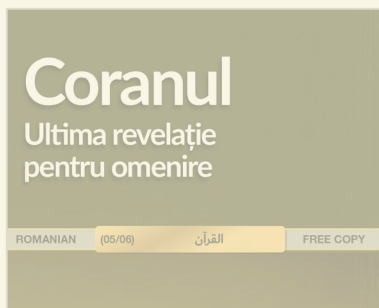 Coranul
Ultima revelație
pentru omenire
ROMANIAN (05/06) القرآن FREE COPY